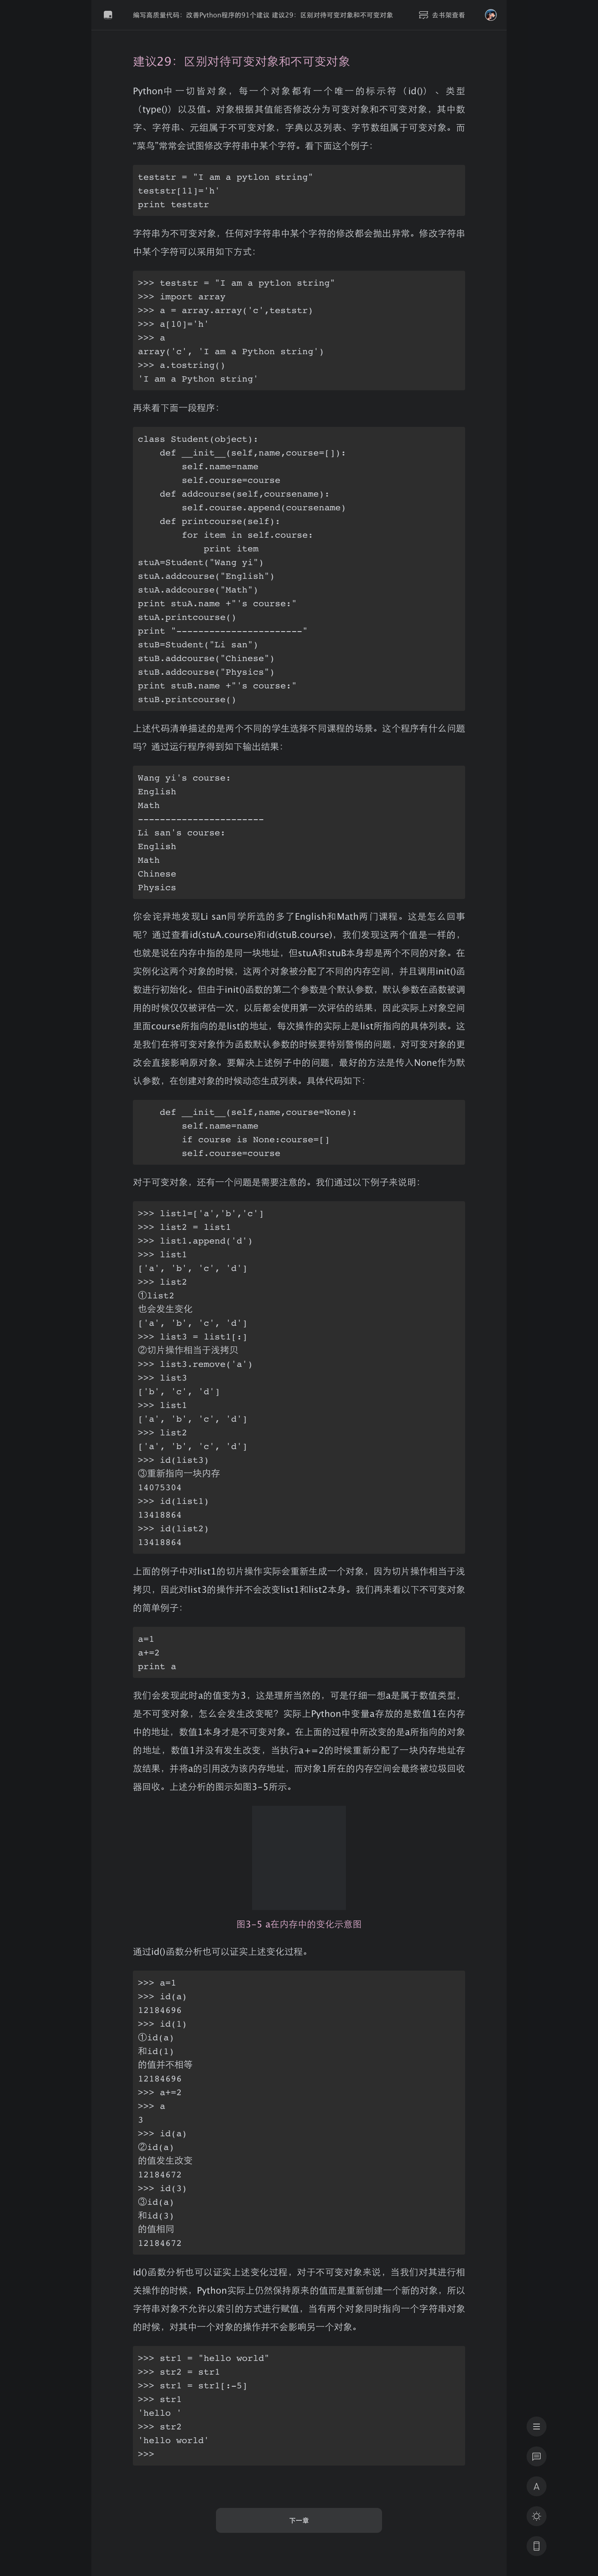 编写高质量代码：改善Python程序的91个建议 建议29：区别对待可变对象和不可变对象
去书架查看
建议29：区别对待可变对象和不可变对象
Python中一切皆对象，每一个对象都有一个唯一的标示符（id()）、类型
（type()）以及值。对象根据其值能否修改分为可变对象和不可变对象，其中数
字、字符串、元组属于不可变对象，字典以及列表、字节数组属于可变对象。而
“菜鸟”常常会试图修改字符串中某个字符。看下面这个例子：
teststr = "I am a pytlon string"
teststr[11]='h'
print teststr
字符串为不可变对象，任何对字符串中某个字符的修改都会抛出异常。修改字符串
中某个字符可以采用如下方式：
>>> teststr = "I am a pytlon string"
>>> import array
>>> a = array.array('c',teststr)
>>> a[10]='h'
>>> a
array('c', 'I am a Python string')
>>> a.tostring()
'I am a Python string'
再来看下面一段程序：
class Student(object):
    def __init__(self,name,course=[]):
        self.name=name
        self.course=course
    def addcourse(self,coursename):
        self.course.append(coursename)
    def printcourse(self):
        for item in self.course:
            print item
stuA=Student("Wang yi")
stuA.addcourse("English")
stuA.addcourse("Math")
print stuA.name +"'s course:"
stuA.printcourse()
print "-----------------------"
stuB=Student("Li san")
stuB.addcourse("Chinese")
stuB.addcourse("Physics")
print stuB.name +"'s course:"
stuB.printcourse()
上述代码清单描述的是两个不同的学生选择不同课程的场景。这个程序有什么问题
吗？通过运行程序得到如下输出结果：
Wang yi's course:
English
Math
-----------------------
Li san's course:
English
Math
Chinese
Physics
你会诧异地发现Li san同学所选的多了English和Math两门课程。这是怎么回事
呢？通过查看id(stuA.course)和id(stuB.course)，我们发现这两个值是一样的，
也就是说在内存中指的是同一块地址，但stuA和stuB本身却是两个不同的对象。在
实例化这两个对象的时候，这两个对象被分配了不同的内存空间，并且调用init()函
数进行初始化。但由于init()函数的第二个参数是个默认参数，默认参数在函数被调
用的时候仅仅被评估一次，以后都会使用第一次评估的结果，因此实际上对象空间
里面course所指向的是list的地址，每次操作的实际上是list所指向的具体列表。这
是我们在将可变对象作为函数默认参数的时候要特别警惕的问题，对可变对象的更
改会直接影响原对象。要解决上述例子中的问题，最好的方法是传入None作为默
认参数，在创建对象的时候动态生成列表。具体代码如下：
    def __init__(self,name,course=None):
        self.name=name
        if course is None:course=[]
        self.course=course
对于可变对象，还有一个问题是需要注意的。我们通过以下例子来说明：
>>> list1=['a','b','c']
>>> list2 = list1
>>> list1.append('d')
>>> list1
['a', 'b', 'c', 'd']
>>> list2
①list2
也会发生变化
['a', 'b', 'c', 'd']
>>> list3 = list1[:]
②切片操作相当于浅拷贝
>>> list3.remove('a')
>>> list3
['b', 'c', 'd']
>>> list1
['a', 'b', 'c', 'd']
>>> list2
['a', 'b', 'c', 'd']
>>> id(list3)
③重新指向一块内存
14075304
>>> id(list1)
13418864
>>> id(list2)
13418864
上面的例子中对list1的切片操作实际会重新生成一个对象，因为切片操作相当于浅
拷贝，因此对list3的操作并不会改变list1和list2本身。我们再来看以下不可变对象
的简单例子：
a=1
a+=2
print a
我们会发现此时a的值变为3，这是理所当然的，可是仔细一想a是属于数值类型，
是不可变对象，怎么会发生改变呢？实际上Python中变量a存放的是数值1在内存
中的地址，数值1本身才是不可变对象。在上面的过程中所改变的是a所指向的对象
的地址，数值1并没有发生改变，当执行a+=2的时候重新分配了一块内存地址存
放结果，并将a的引用改为该内存地址，而对象1所在的内存空间会最终被垃圾回收
器回收。上述分析的图示如图3-5所示。
图3-5 a在内存中的变化示意图
通过id()函数分析也可以证实上述变化过程。
>>> a=1
>>> id(a)
12184696
>>> id(1)
①id(a)
和id(1)
的值并不相等
12184696
>>> a+=2
>>> a
3
>>> id(a)
②id(a)
的值发生改变
12184672
>>> id(3)
③id(a)
和id(3)
的值相同
12184672
id()函数分析也可以证实上述变化过程，对于不可变对象来说，当我们对其进行相
关操作的时候，Python实际上仍然保持原来的值而是重新创建一个新的对象，所以
字符串对象不允许以索引的方式进行赋值，当有两个对象同时指向一个字符串对象
的时候，对其中一个对象的操作并不会影响另一个对象。
>>> str1 = "hello world"
>>> str2 = str1
>>> str1 = str1[:-5]
>>> str1
'hello '
>>> str2
'hello world'
>>>
下一章
A